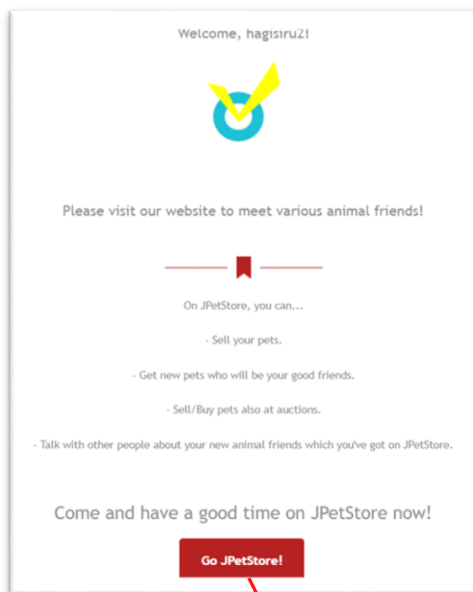 Welcome, hagisiru2!
Please visit our website to meet various animal friends!
On JPetStore, you can...
- Sell your pets.
- Get new pets who will be your good friends.
- Sell/Buy pets also at auctions.
- Talk with other people about your new animal friends which you've got on JPetStore.
Come and have a good time on JPetStore now!
Go JPetStore!